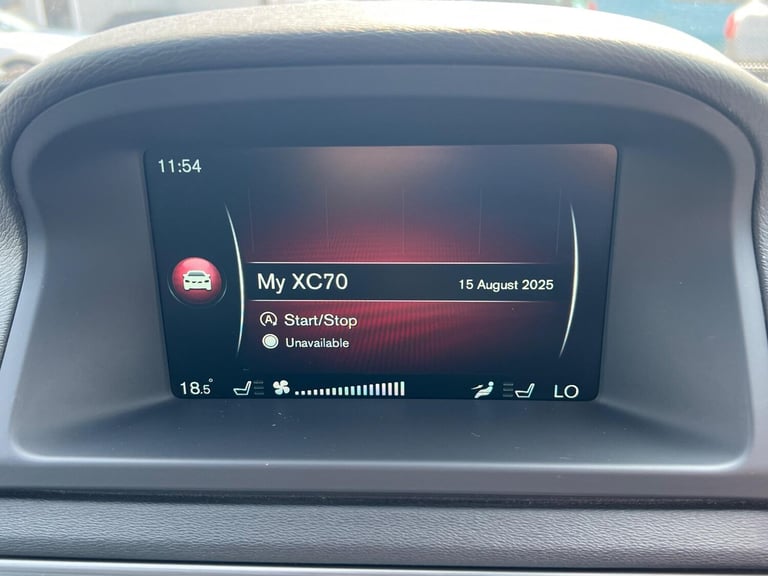 11:54
My XC70
15 August 2025
Start/Stop
Unavailable
18.5° LO